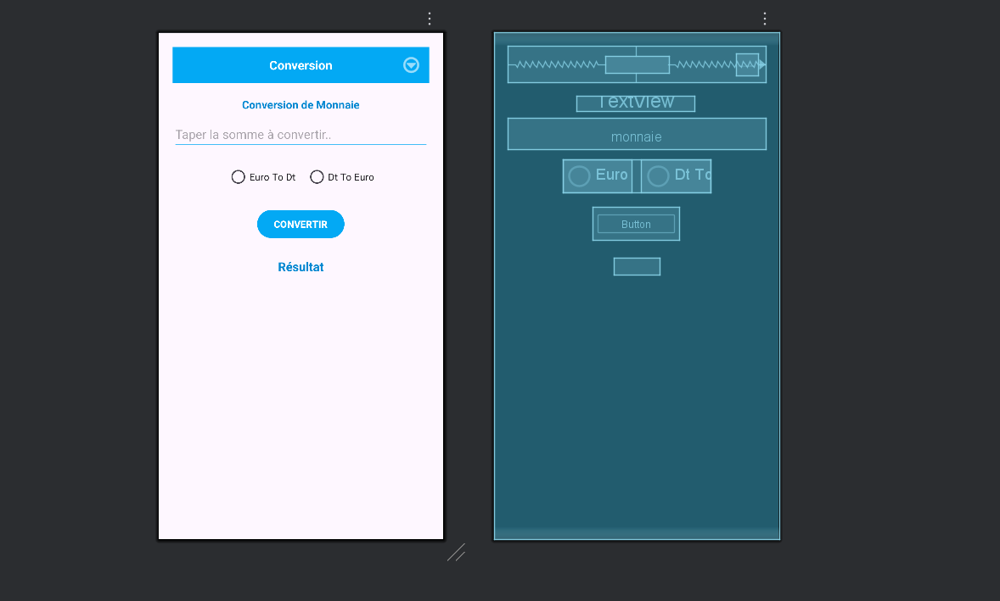 Conversion
Conversion de Monnaie
Taper la somme à convertir..
Euro To Dt
Dt To Euro
CONVERTIR
Résultat
TextView
monnaie
Euro
Dt To
Button